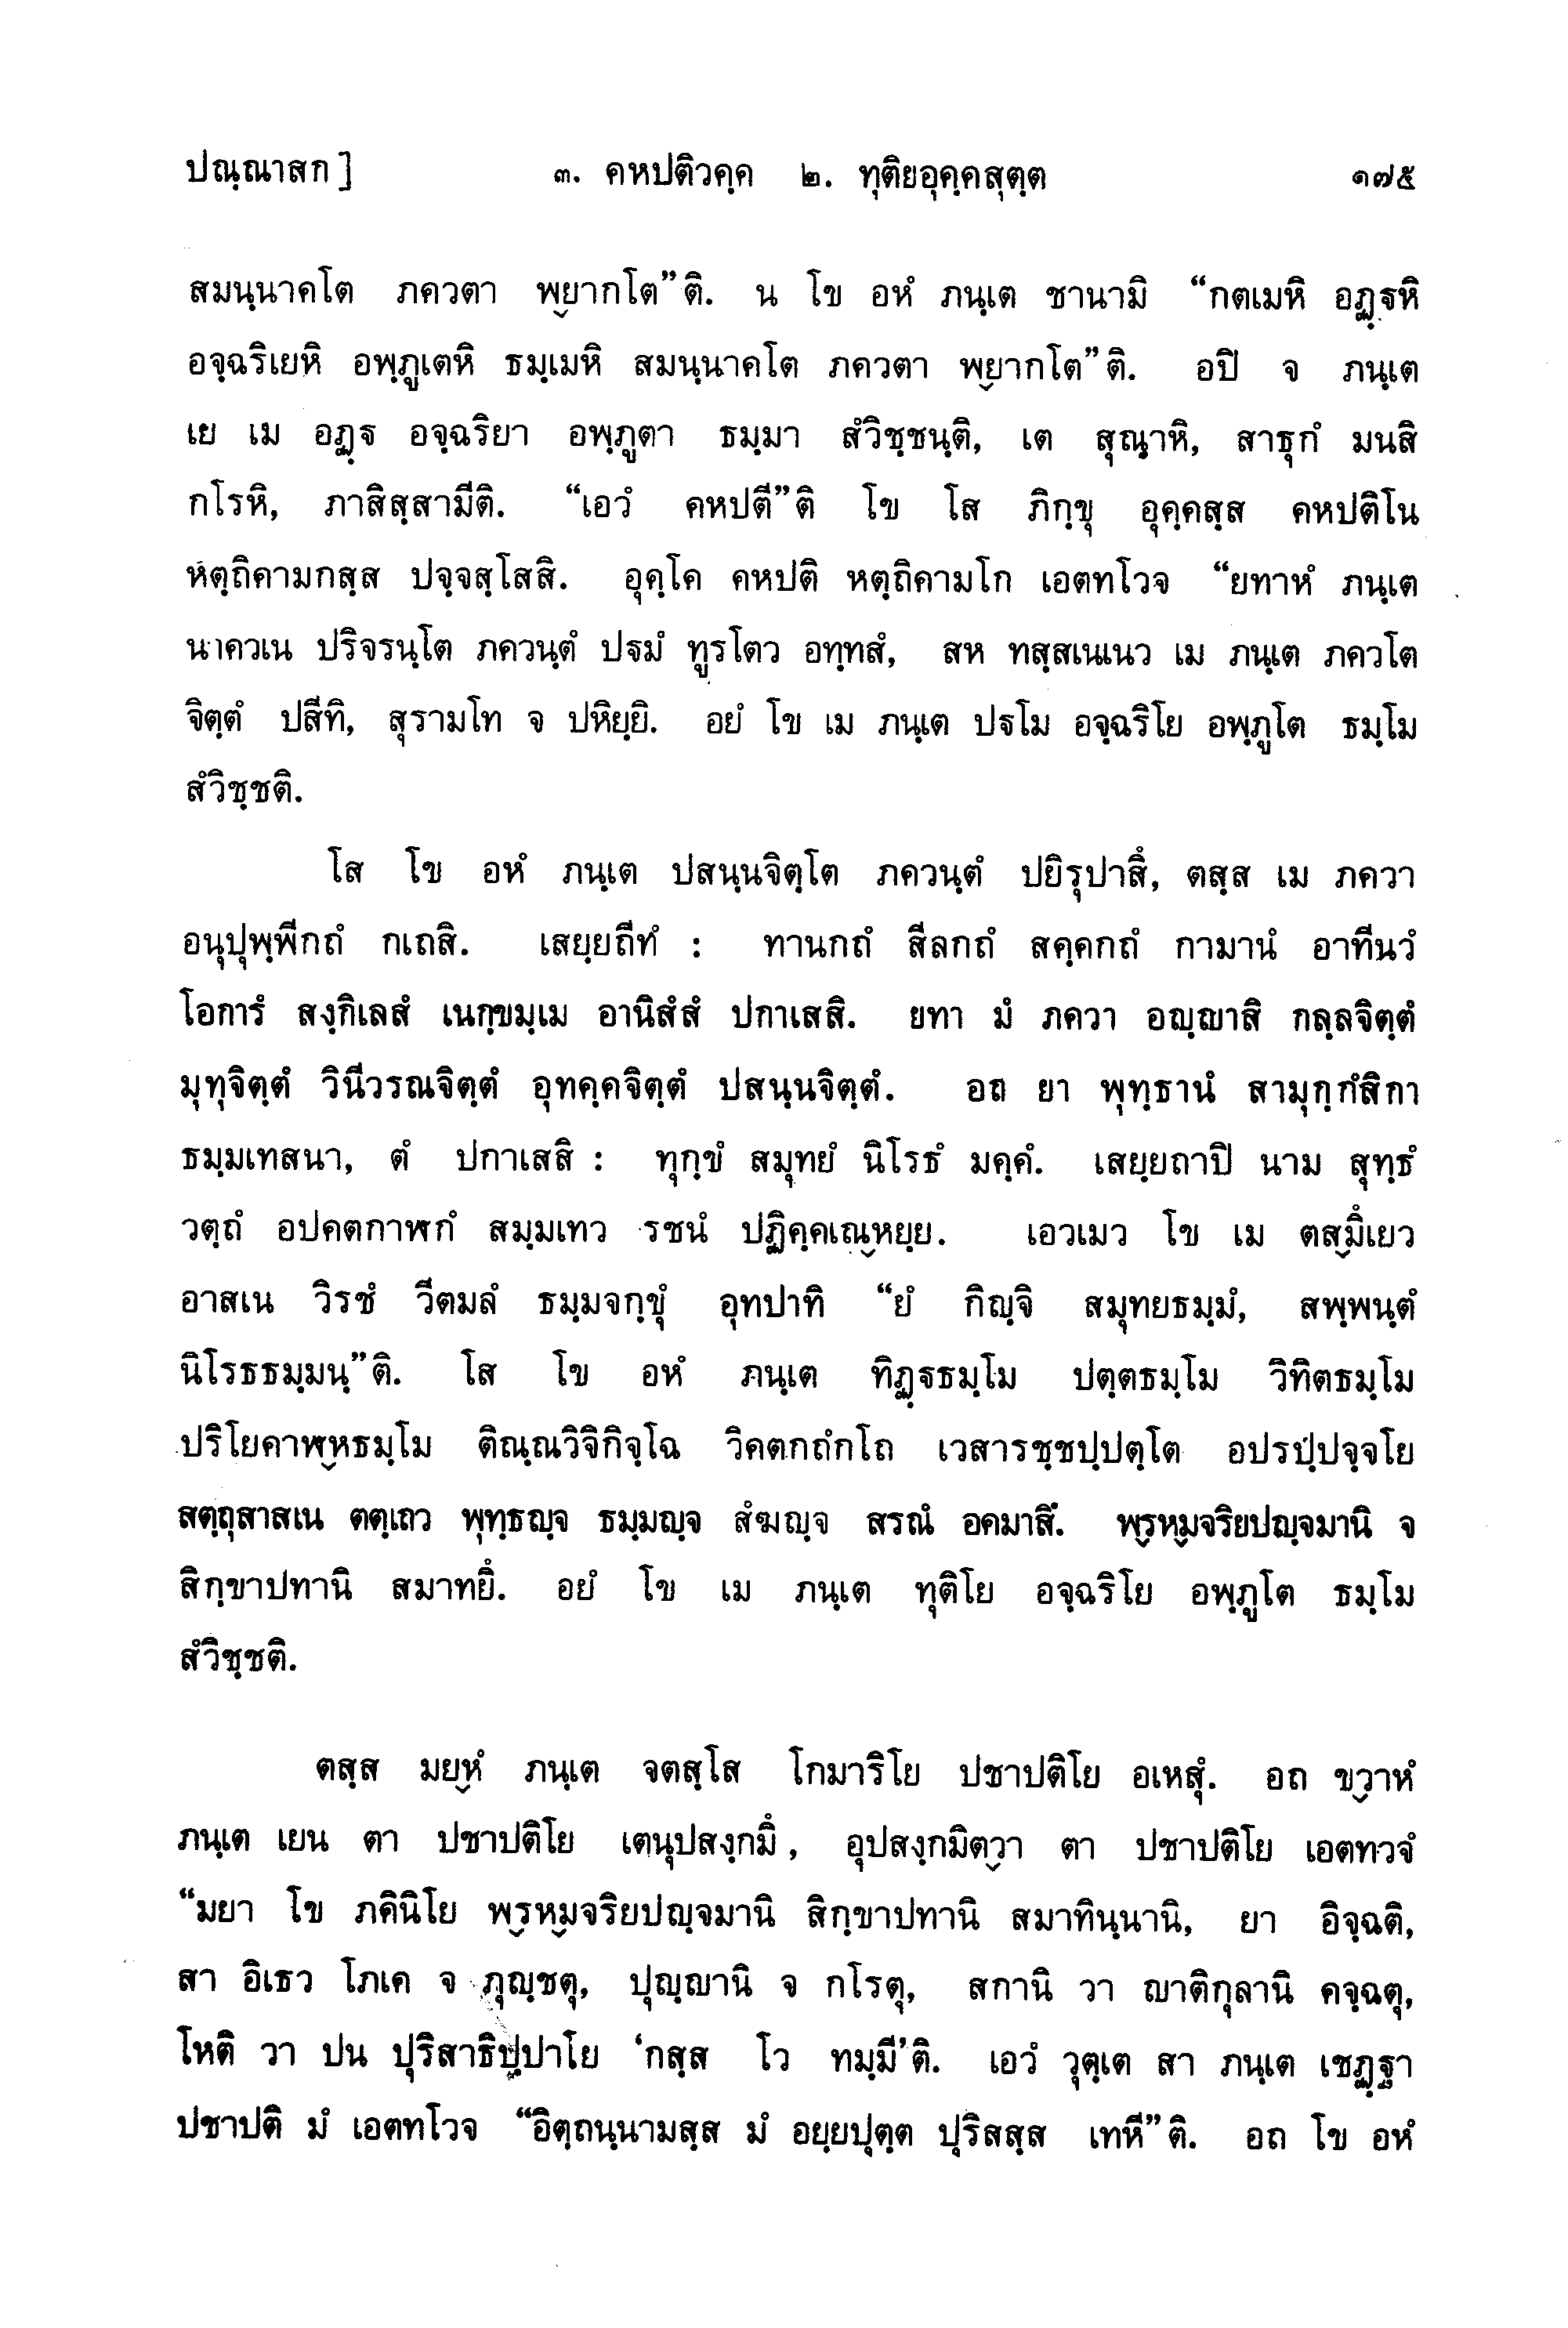 ปณฺณาสก] ๓. คหปติวคฺค ๒. ทุติยอุคฺคสุตฺต ๑๗๕
สมนฺนาคโต ภควตา พฺยากโต”ติ. น โข อหํ ภนฺเต ชานามิ “กตเมหิ อฏฺฐหิ
อจฺฉริเยหิ อพฺภูเตหิ ธมฺเมหิ สมนฺนาคโต ภควตา พฺยากโต”ติ. อปิ จ ภนฺเต
เย เม อฏฺฐ อจฺฉริยา อพฺภูตา ธมฺมา สํวิชฺชนฺติ, เต สุณฺาหิ, สาธุกํ มนสิ
กโรหิ, ภาสิสฺสามีติ. “เอวํ คหปตี”ติ โข โส ภิกฺขุ อุคฺคสฺส คหปติโน
หตฺถิคามกสฺส ปจฺจสฺโสสิ. อุคฺโค คหปติ หตฺถิคามโก เอตทโวจ “ยทาหํ ภนฺเต
นาควเน ปริจรนฺโต ภควนฺตํ ปฐมํ ทูรโตว อทฺทสํ, สห ทสฺสเนเนว เม ภนฺเต ภควโต
จิตฺตํ ปสีทิ, สุรามโท จ ปหิยฺยิ. อยํ โข เม ภนฺเต ปฐโม อจฺฉริโย อพฺภูโต ธมฺโม
สํวิชฺชติ.
โส โข อหํ ภนฺเต ปสนฺนจิตฺโต ภควนฺตํ ปยิรุปาสึ, ตสฺส เม ภควา
อนุปุพฺพีกถํ กเถสิ. เสยฺยถีทํ : ทานกถํ สีลกถํ สคฺคกถํ กามานํ อาทีนวํ
โอการํ สงฺกิเลสํ เนกฺขมฺเม อานิสํสํ ปกาเสสิ. ยทา มํ ภควา อญฺญาสิ กลฺลจิตฺตํ
มุทุจิตฺตํ วินีวรณจิตฺตํ อุทคฺคจิตฺตํ ปสนฺนจิตฺตํ. อถ ยา พุทฺธานํ สามุกฺกํสิกา
ธมฺมเทสนา, ตํ ปกาเสสิ : ทุกฺขํ สมุทยํ นิโรธํ มคฺคํ. เสยฺยถาปิ นาม สุทฺธํ
วตฺถํ อปคตกาฬกํ สมฺมเทว รชนํ ปฏิคฺคเณฺหยฺย. เอวเมว โข เม ตสฺมึเยว
อาสเน วิรชํ วีตมลํ ธมฺมจกฺขุํ อุทปาทิ “ยํ กิญฺจิ สมุทยธมฺมํ, สพฺพนฺตํ
นิโรธธมฺมนฺ”ติ. โส โข อหํ ภนฺเต ทิฏฺฐธมฺโม ปตฺตธมฺโม วิทิตธมฺโม
ปริโยคาฬฺหธมฺโม ติณฺณวิจิกิจฺโฉ วิคตกถํกโถ เวสารชฺชปฺปตฺโต อปรปฺปจฺจโย
สตฺถุสาสเน ตตฺเถว พุทฺธญฺจ ธมฺมญฺจ สํฆญฺจ สรณํ อคมาสึ. พฺรหฺมจริยปญฺจมานิ จ
สิกฺขาปทานิ สมาทยึ. อยํ โข เม ภนฺเต ทุติโย อจฺฉริโย อพฺภูโต ธมฺโม
สํวิชฺชติ.
ตสฺส มยฺหํ ภนฺเต จตสฺโส โกมาริโย ปชาปติโย อเหสุํ. อถ ขฺวาหํ
ภนฺเต เยน ตา ปชาปติโย เตนุปสงฺกมึ, อุปสงฺกมิตฺวา ตา ปชาปติโย เอตทวจํ
“มยา โข ภคินิโย พฺรหฺมจริยปญฺจมานิ สิกฺขาปทานิ สมาทินฺนานิ, ยา อิจฺฉติ,
สา อิเธว โภเค จ ภุญฺชตุ, ปุญฺญานิ จ กโรตุ, สกานิ วา ญาติกุลานิ คจฺฉตุ,
โหติ วา ปน ปุริสาธิปฺปาโย ‘กสฺส โว ทมฺมี’ติ. เอวํ วุตฺเต สา ภนฺเต เชฏฺฐา
ปชาปติ มํ เอตทโวจ “อิตฺถนฺนามสฺส มํ อยฺยปุตฺต ปุริสสฺส เทหี”ติ. อถ โข อหํ